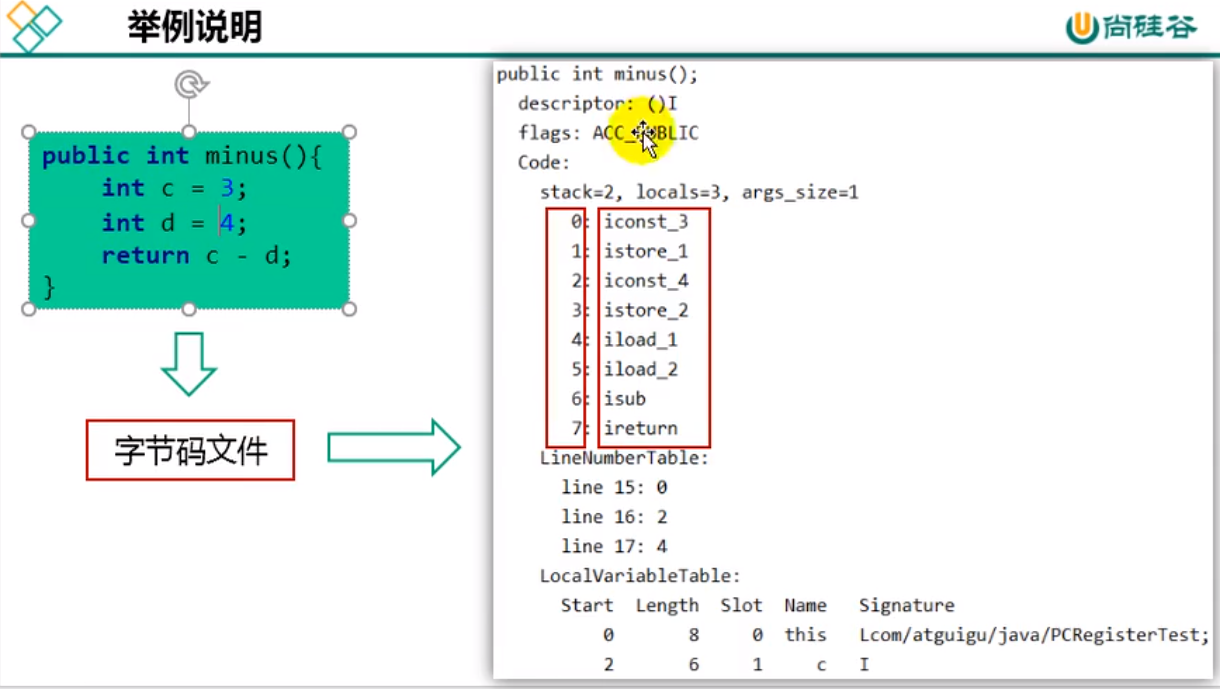 举例说明
尚硅谷
public int minus(){
int c = 3;
int d = 4;
return c - d;
}
字节码文件
public int minus();
descriptor: ()I
flags: ACC_PUBLIC
Code:
stack=2, locals=3, args_size=1
0: iconst_3
1: istore_1
2: iconst_4
3: istore_2
4: iload_1
5: iload_2
6: isub
7: ireturn
LineNumberTable:
line 15: 0
line 16: 2
line 17: 4
LocalVariableTable:
Start Length Slot Name Signature
0 8 0 this Lcom/atguigu/java/PCRegisterTest;
2 6 1 c I